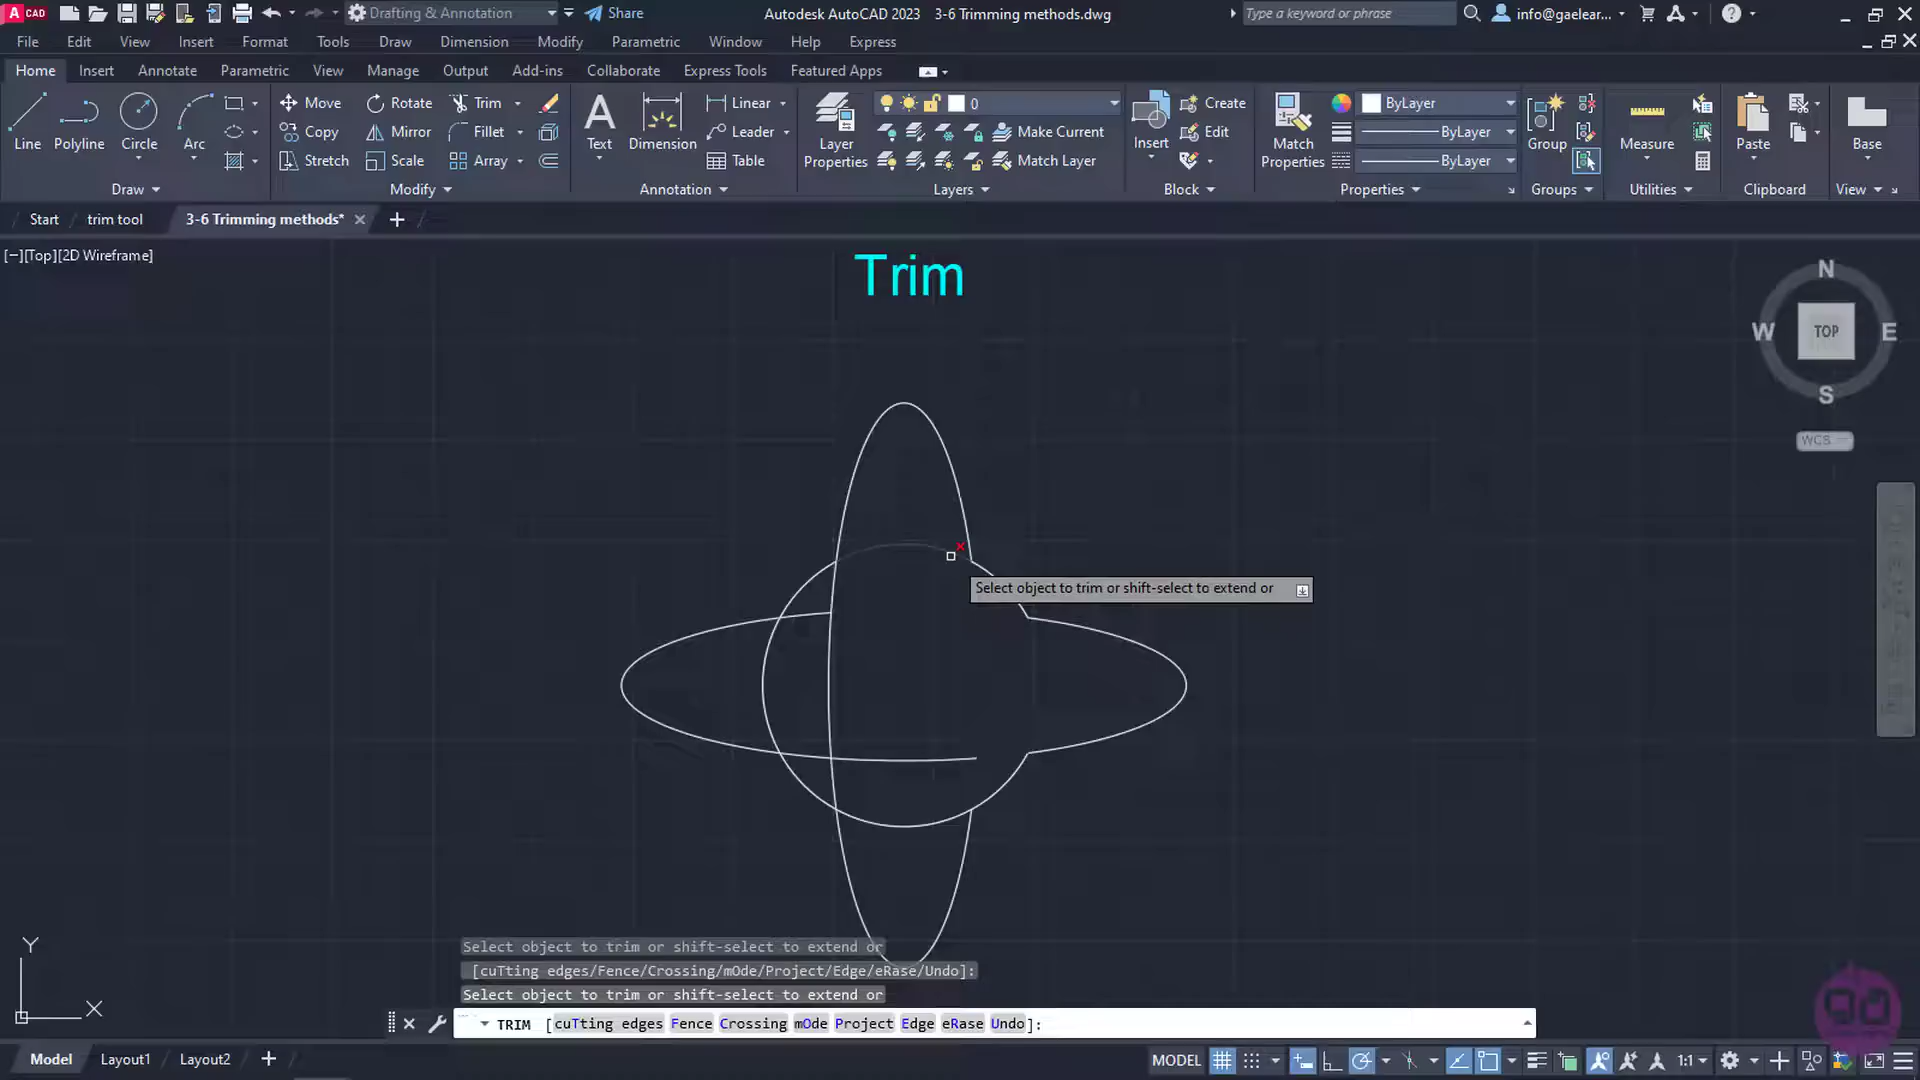 A CAD Drafting & Annotation Share Autodesk AutoCAD 2023 3-6 Trimming methods.dwg Type a keyword or phrase info@gaelear...
File Edit View Insert Format Tools Draw Dimension Modify Parametric Window Help Express
Home Insert Annotate Parametric View Manage Output Add-ins Collaborate Express Tools Featured Apps
Move Rotate Trim Linear 0 Create ByLayer
Line Polyline Circle Arc Copy Mirror Fillet Text Dimension Leader Layer Properties Make Current Insert Edit Match Properties ByLayer Group Measure Paste Base
Stretch Scale Array Table Match Layer ByLayer
Draw Modify Annotation Layers Block Properties Groups Utilities Clipboard View
Start trim tool 3-6 Trimming methods*
[−][Top][2D Wireframe]
Trim
N
W TOP E
S
WCS
Select object to trim or shift-select to extend or
Y
X
Select object to trim or shift-select to extend or
[cuTting edges/Fence/Crossing/mOde/Project/Edge/eRase/Undo]:
Select object to trim or shift-select to extend or
TRIM [cuTting edges Fence Crossing mOde Project Edge eRase Undo]:
Model Layout1 Layout2 MODEL 1:1